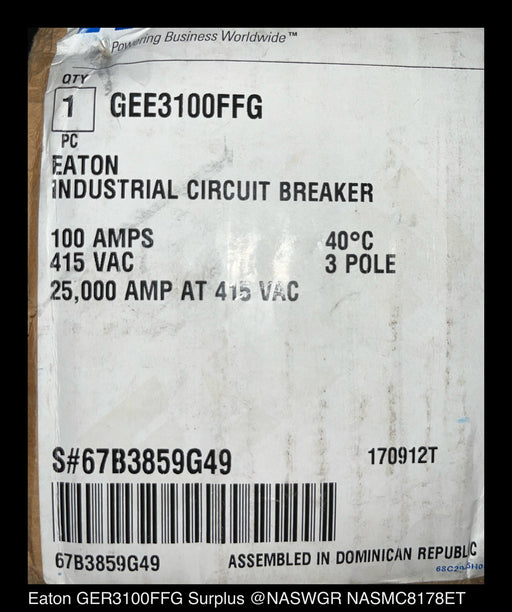 Powering Business Worldwide™
QTY
1 GEE3100FFG
PC
EATON
INDUSTRIAL CIRCUIT BREAKER
100 AMPS 40°C
415 VAC 3 POLE
25,000 AMP AT 415 VAC
S#67B3859G49 170912T
67B3859G49 ASSEMBLED IN DOMINICAN REPUBLC
Eaton GER3100FFG Surplus @NASWGR NASMC8178ET